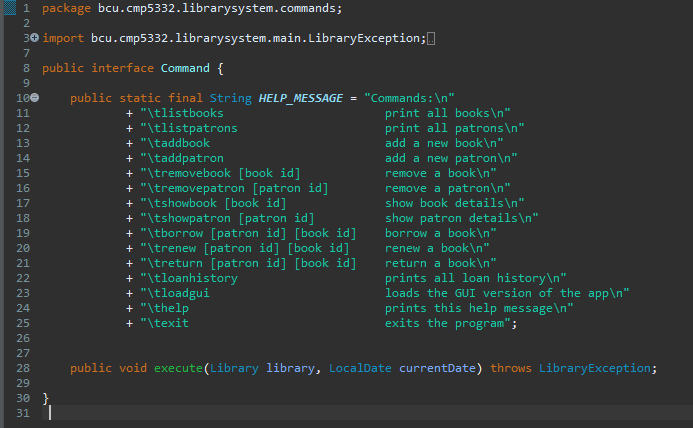 1 package bcu.cmp5332.librarysystem.commands;
2
3 import bcu.cmp5332.librarysystem.main.LibraryException;
7
8 public interface Command {
9
10     public static final String HELP_MESSAGE = "Commands:\n"
11             + "\tlistbooks                       print all books\n"
12             + "\tlistpatrons                     print all patrons\n"
13             + "\taddbook                         add a new book\n"
14             + "\taddpatron                       add a new patron\n"
15             + "\tremovebook [book id]            remove a book\n"
16             + "\tremovepatron [patron id]        remove a patron\n"
17             + "\tshowbook [book id]              show book details\n"
18             + "\tshowpatron [patron id]          show patron details\n"
19             + "\tborrow [patron id] [book id]    borrow a book\n"
20             + "\trenew [patron id] [book id]     renew a book\n"
21             + "\treturn [patron id] [book id]    return a book\n"
22             + "\tloanhistory                     prints all loan history\n"
23             + "\tloadgui                         loads the GUI version of the app\n"
24             + "\thelp                            prints this help message\n"
25             + "\texit                            exits the program";
26
27
28     public void execute(Library library, LocalDate currentDate) throws LibraryException;
29
30 }
31